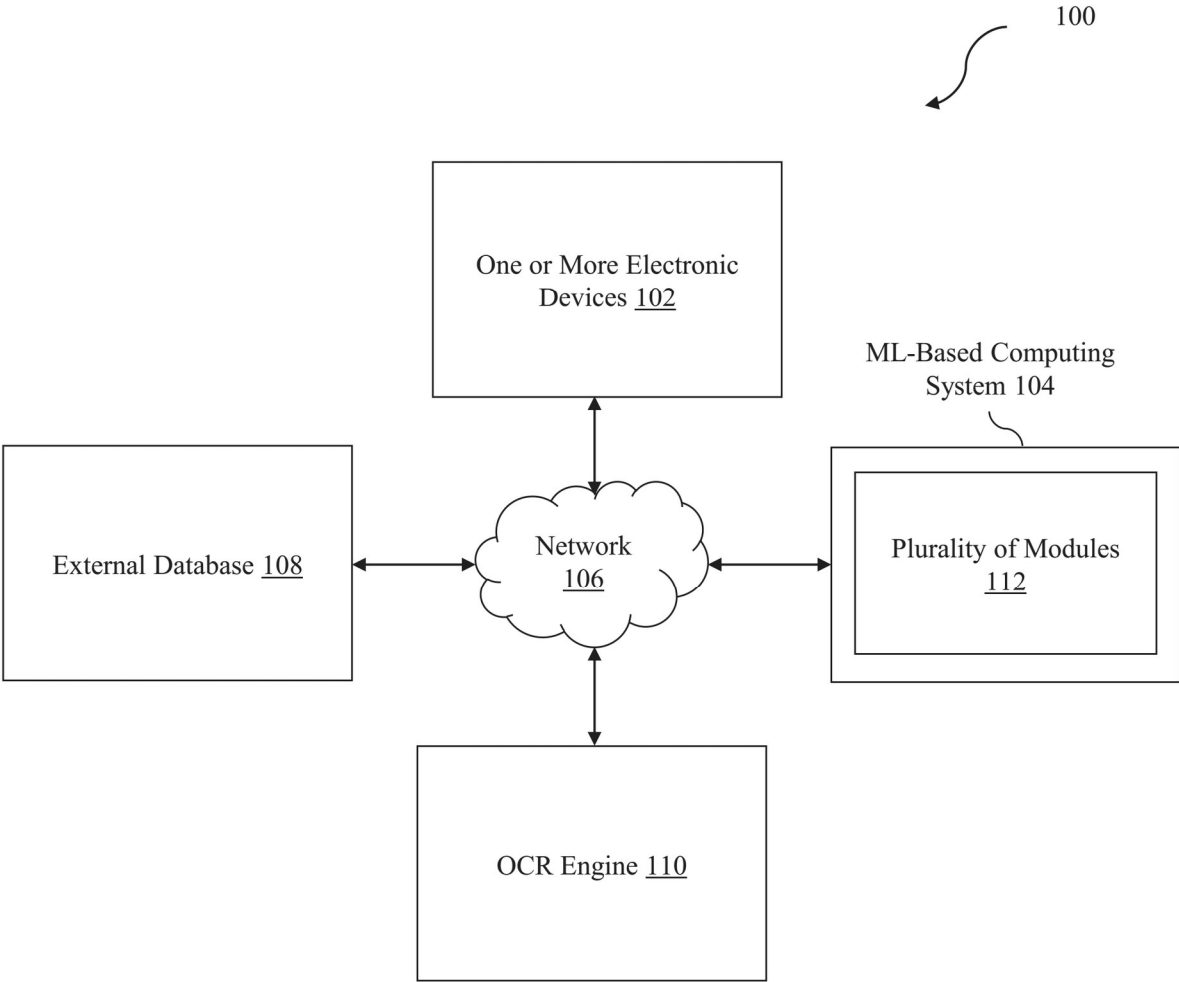 100
One or More Electronic
Devices 102
ML-Based Computing
System 104
External Database 108
Network
106
Plurality of Modules
112
OCR Engine 110